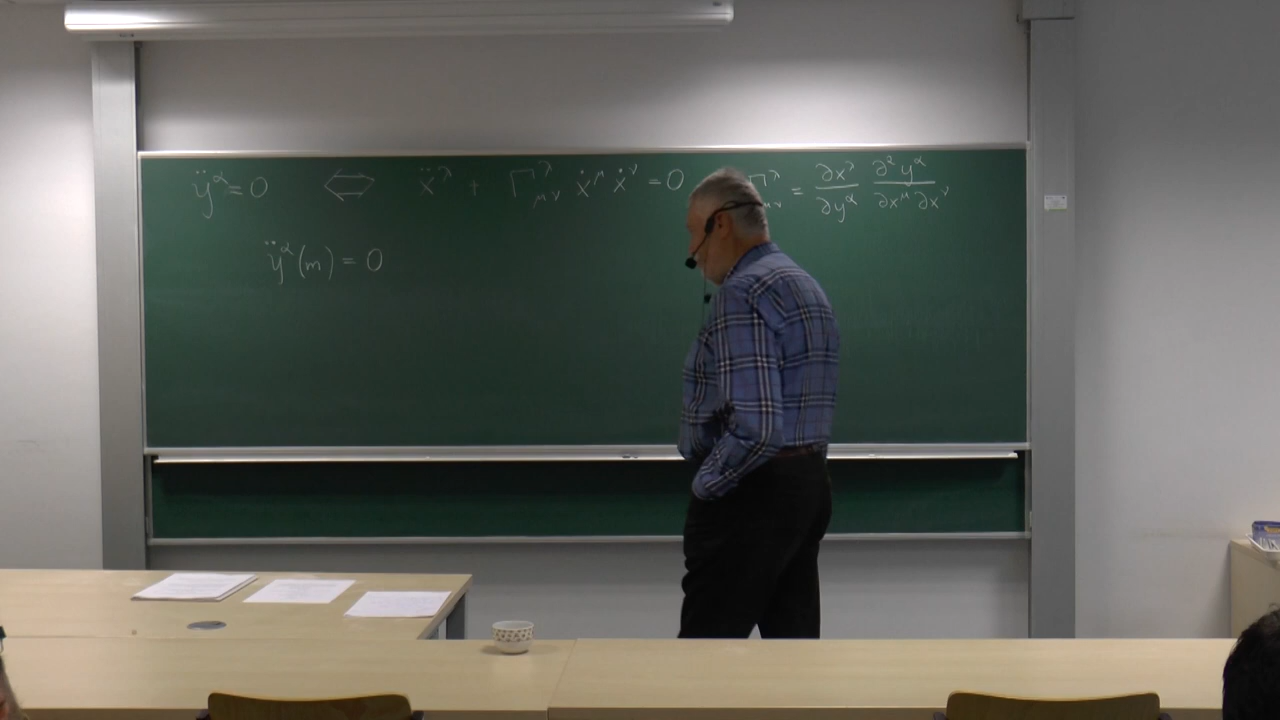 ÿ^α = 0 ⟺ ẍ^λ + Γ^λ_μν ẋ^μ ẋ^ν = 0 Γ^λ_μν = ∂x^λ/∂y^α ∂²y^α/∂x^μ∂x^ν
ÿ^α(m) = 0